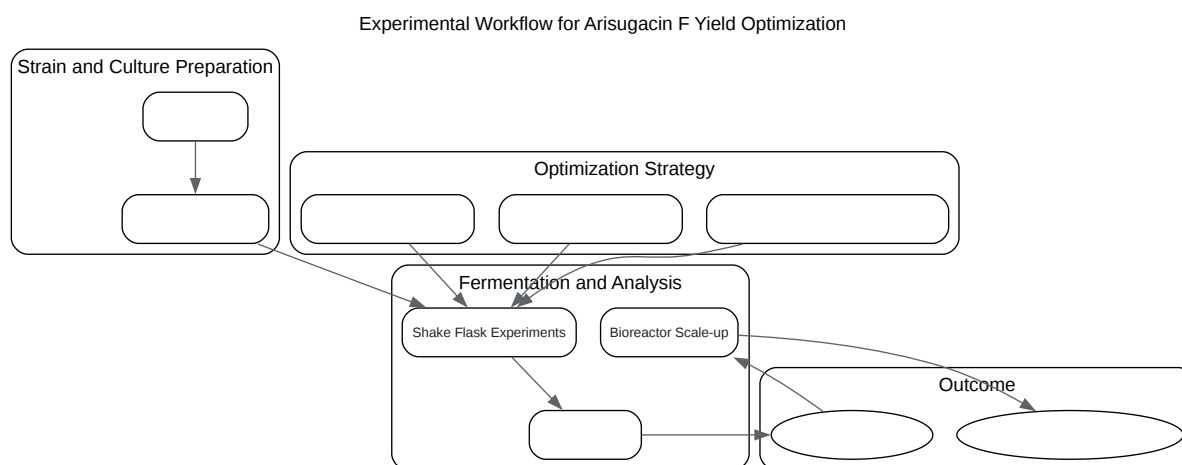 Experimental Workflow for Arisugacin F Yield Optimization
Strain and Culture Preparation
Optimization Strategy
Fermentation and Analysis
Shake Flask Experiments
Bioreactor Scale-up
Outcome